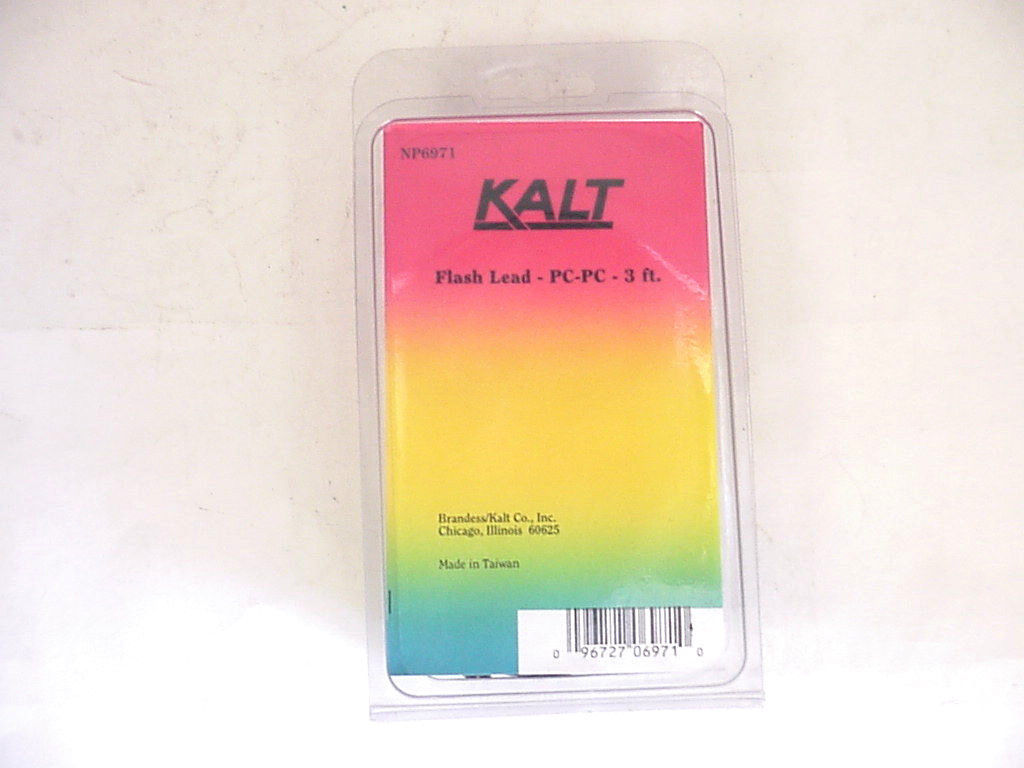 NP6971
KALT
Flash Lead - PC-PC - 3 ft.
Brandess/Kalt Co., Inc.
Chicago, Illinois 60625
Made in Taiwan
0 96727 06971 0